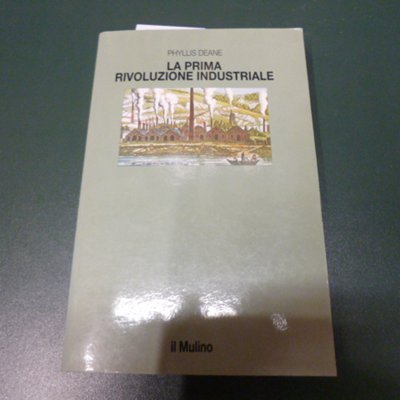 PHYLLIS DEANE
LA PRIMA
RIVOLUZIONE INDUSTRIALE
il Mulino